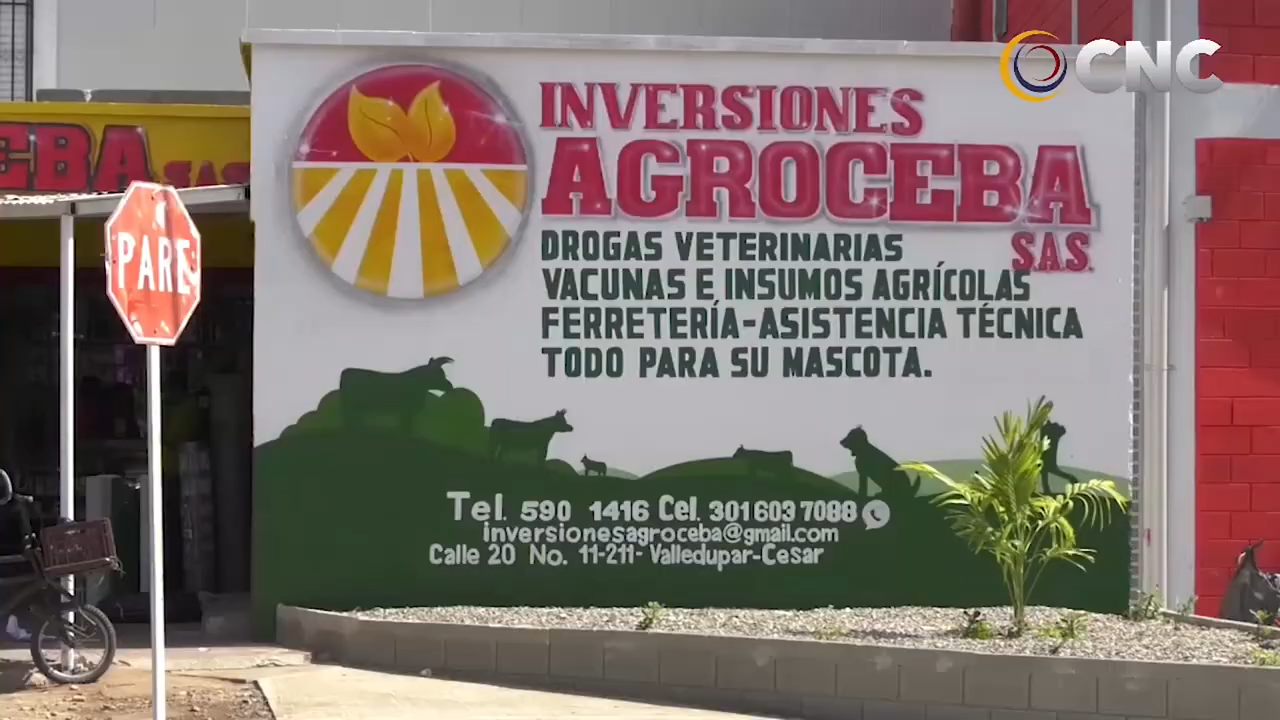 CNC
INVERSIONES
AGROCEBA
S.A.S.
DROGAS VETERINARIAS
VACUNAS E INSUMOS AGRÍCOLAS
FERRETERÍA-ASISTENCIA TÉCNICA
TODO PARA SU MASCOTA.
Tel. 590 1416 Cel. 301 603 7088
inversionesagroceba@gmail.com
Calle 20 No. 11-211- Valledupar-Cesar
EBA SAS
PARE